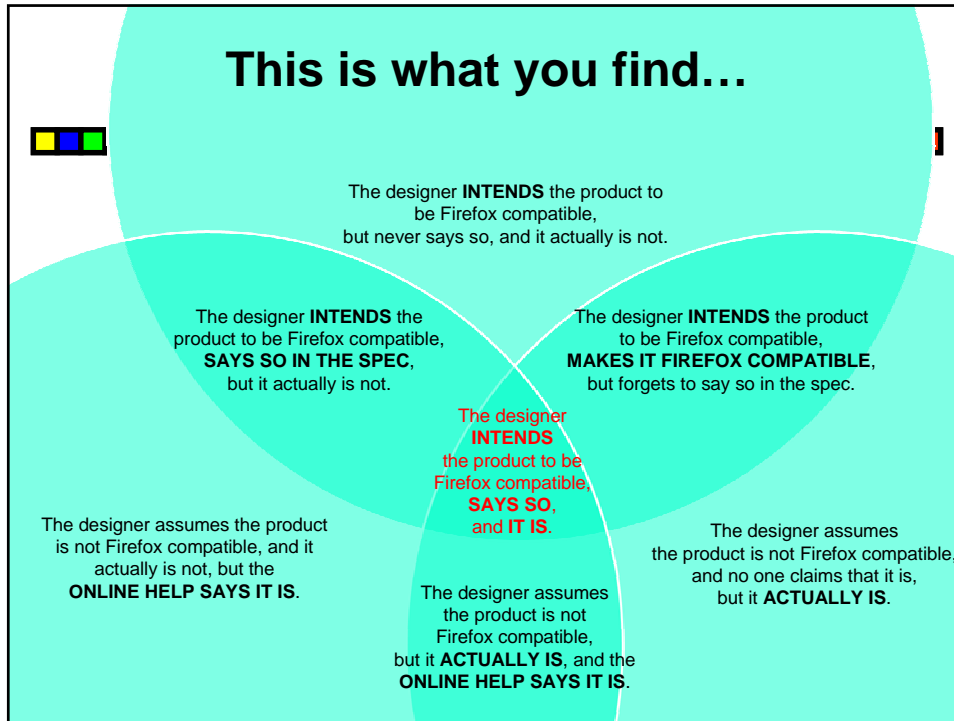 This is what you find…
The designer INTENDS the product to
be Firefox compatible,
but never says so, and it actually is not.
The designer INTENDS the
product to be Firefox compatible,
SAYS SO IN THE SPEC,
but it actually is not.
The designer INTENDS the product
to be Firefox compatible,
MAKES IT FIREFOX COMPATIBLE,
but forgets to say so in the spec.
The designer
INTENDS
the product to be
Firefox compatible,
SAYS SO,
and IT IS.
The designer assumes the product
is not Firefox compatible, and it
actually is not, but the
ONLINE HELP SAYS IT IS.
The designer assumes
the product is not Firefox compatible,
and no one claims that it is,
but it ACTUALLY IS.
The designer assumes
the product is not
Firefox compatible,
but it ACTUALLY IS, and the
ONLINE HELP SAYS IT IS.